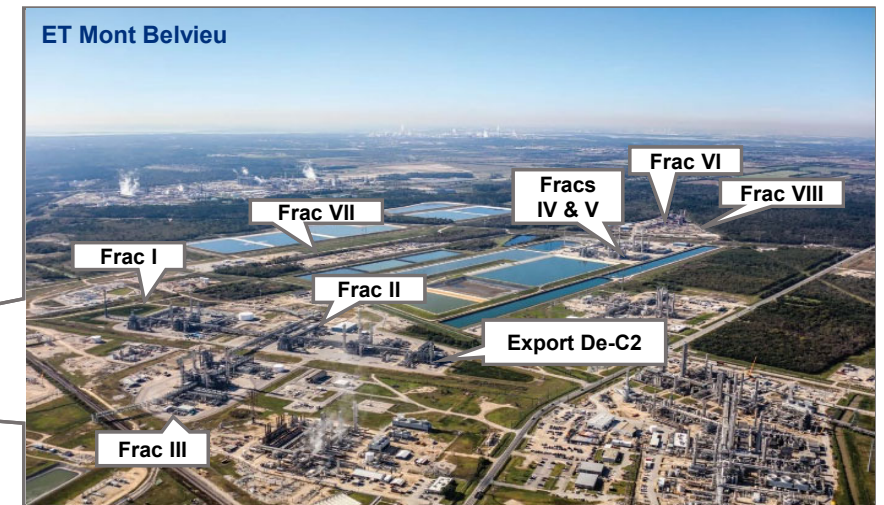 ET Mont Belvieu
Frac VI
Fracs
IV & V
Frac VIII
Frac VII
Frac I
Frac II
Export De-C2
Frac III